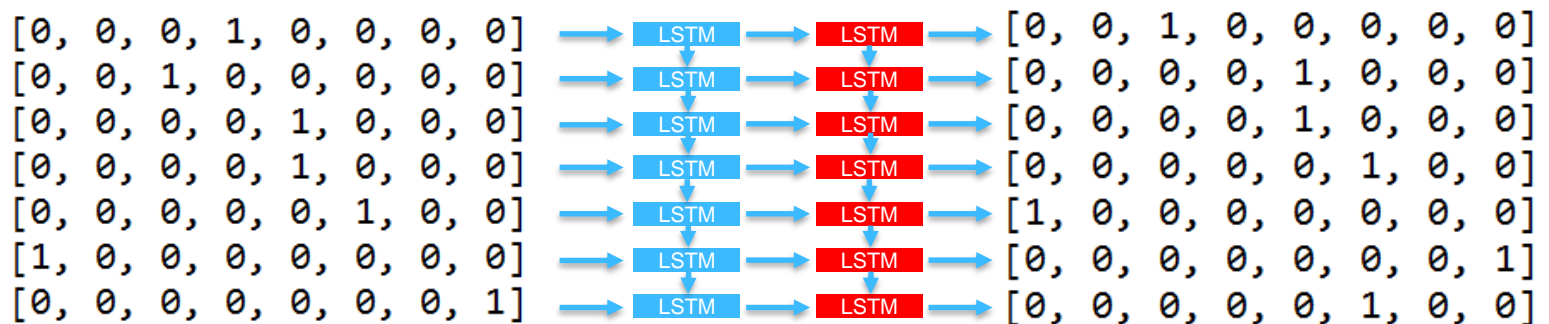 [0, 0, 0, 1, 0, 0, 0, 0] LSTM LSTM [0, 0, 1, 0, 0, 0, 0, 0]
[0, 0, 1, 0, 0, 0, 0, 0] LSTM LSTM [0, 0, 0, 0, 1, 0, 0, 0]
[0, 0, 0, 0, 1, 0, 0, 0] LSTM LSTM [0, 0, 0, 0, 1, 0, 0, 0]
[0, 0, 0, 0, 1, 0, 0, 0] LSTM LSTM [0, 0, 0, 0, 0, 1, 0, 0]
[0, 0, 0, 0, 0, 1, 0, 0] LSTM LSTM [1, 0, 0, 0, 0, 0, 0, 0]
[1, 0, 0, 0, 0, 0, 0, 0] LSTM LSTM [0, 0, 0, 0, 0, 0, 0, 1]
[0, 0, 0, 0, 0, 0, 0, 1] LSTM LSTM [0, 0, 0, 0, 0, 1, 0, 0]